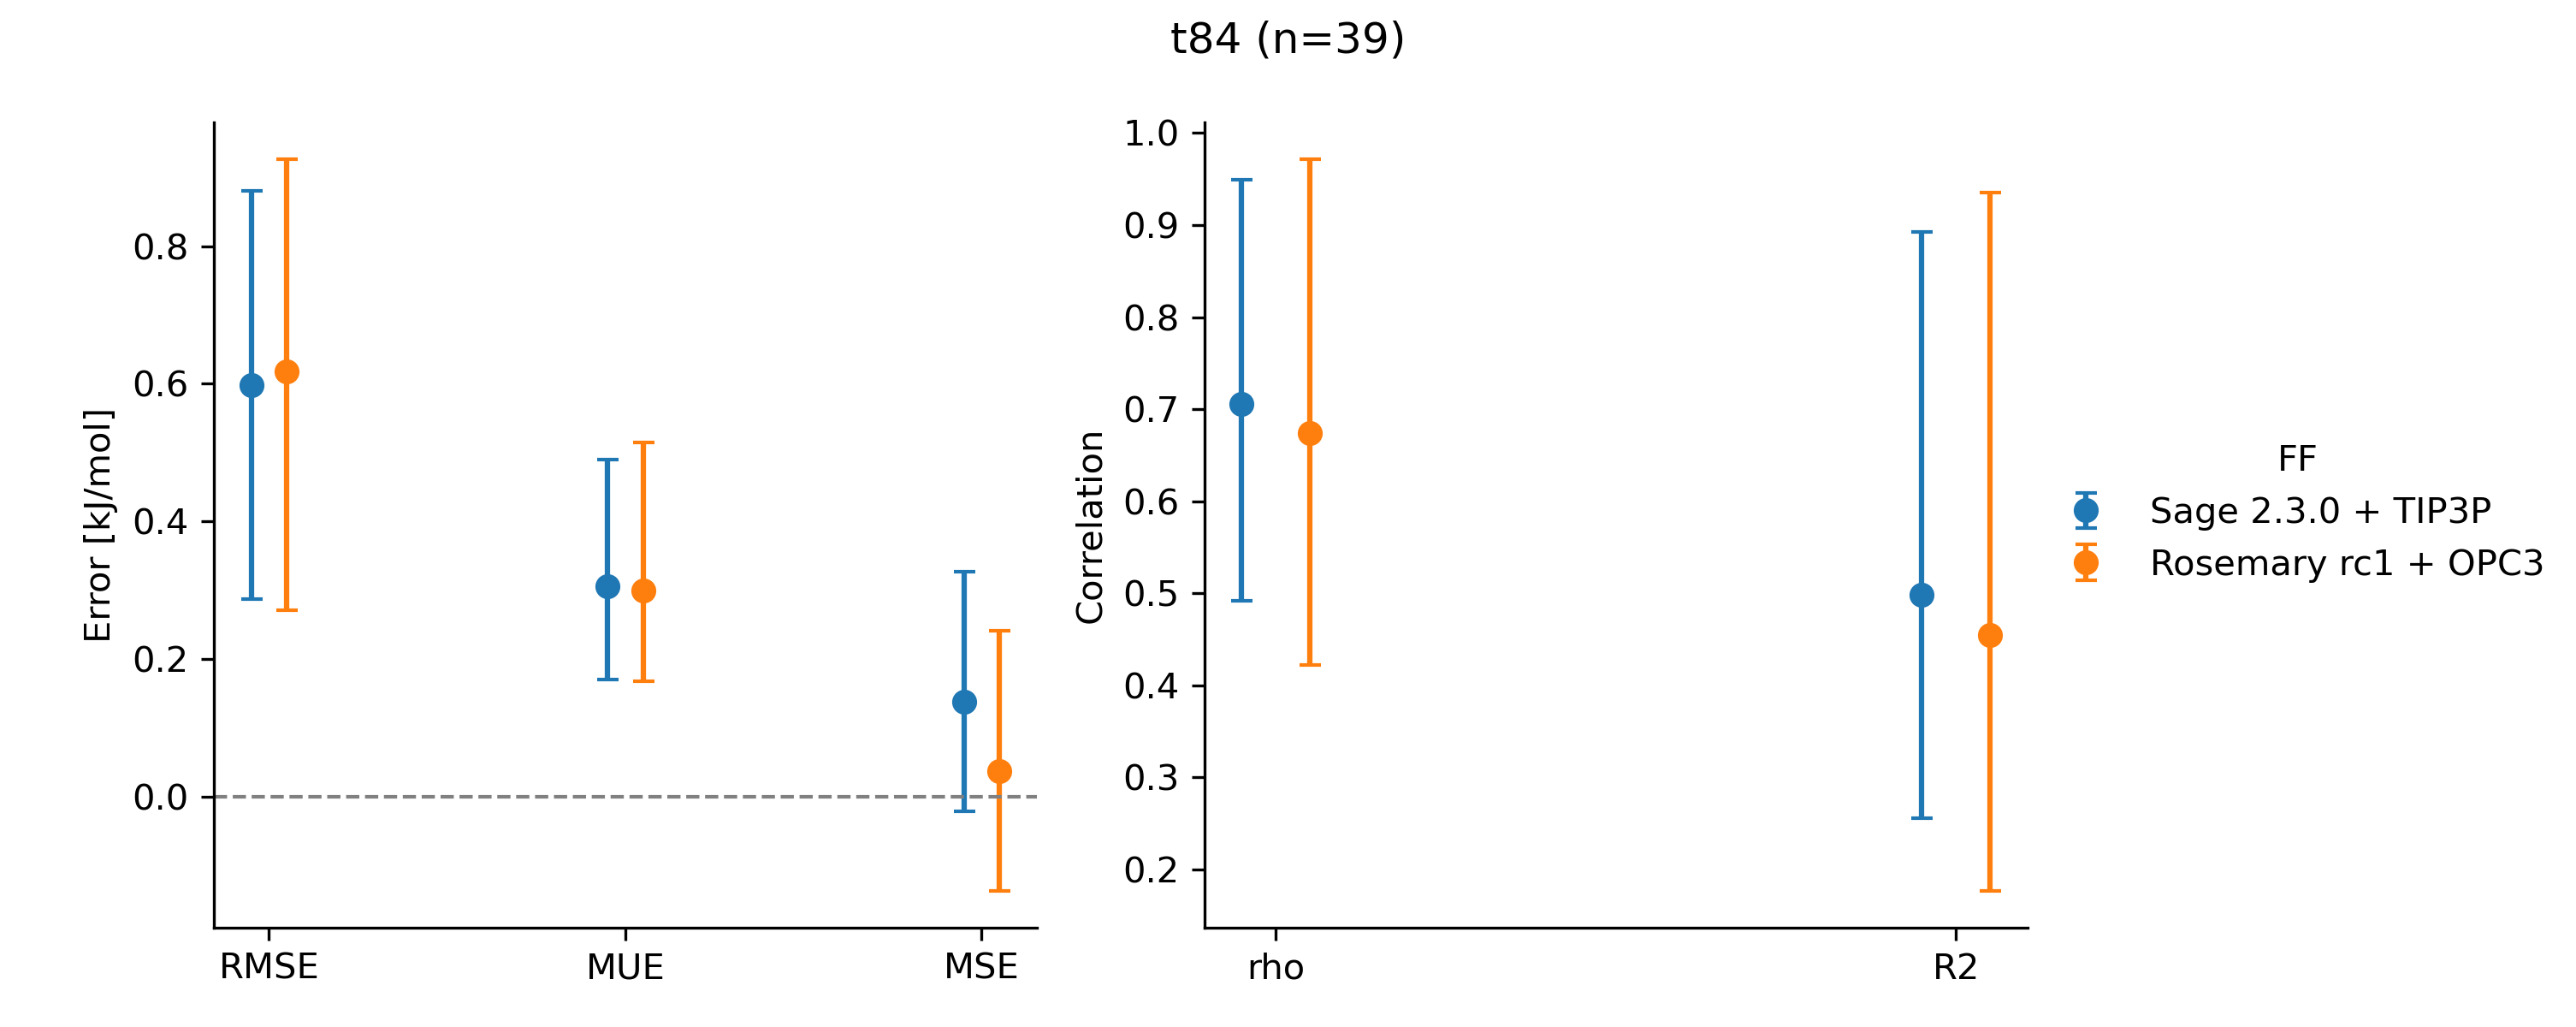 t84 (n=39)
Error [kJ/mol]
0.8
0.6
0.4
0.2
0.0
RMSE
MUE
MSE
Correlation
1.0
0.9
0.8
0.7
0.6
0.5
0.4
0.3
0.2
rho
R2
FF
Sage 2.3.0 + TIP3P
Rosemary rc1 + OPC3